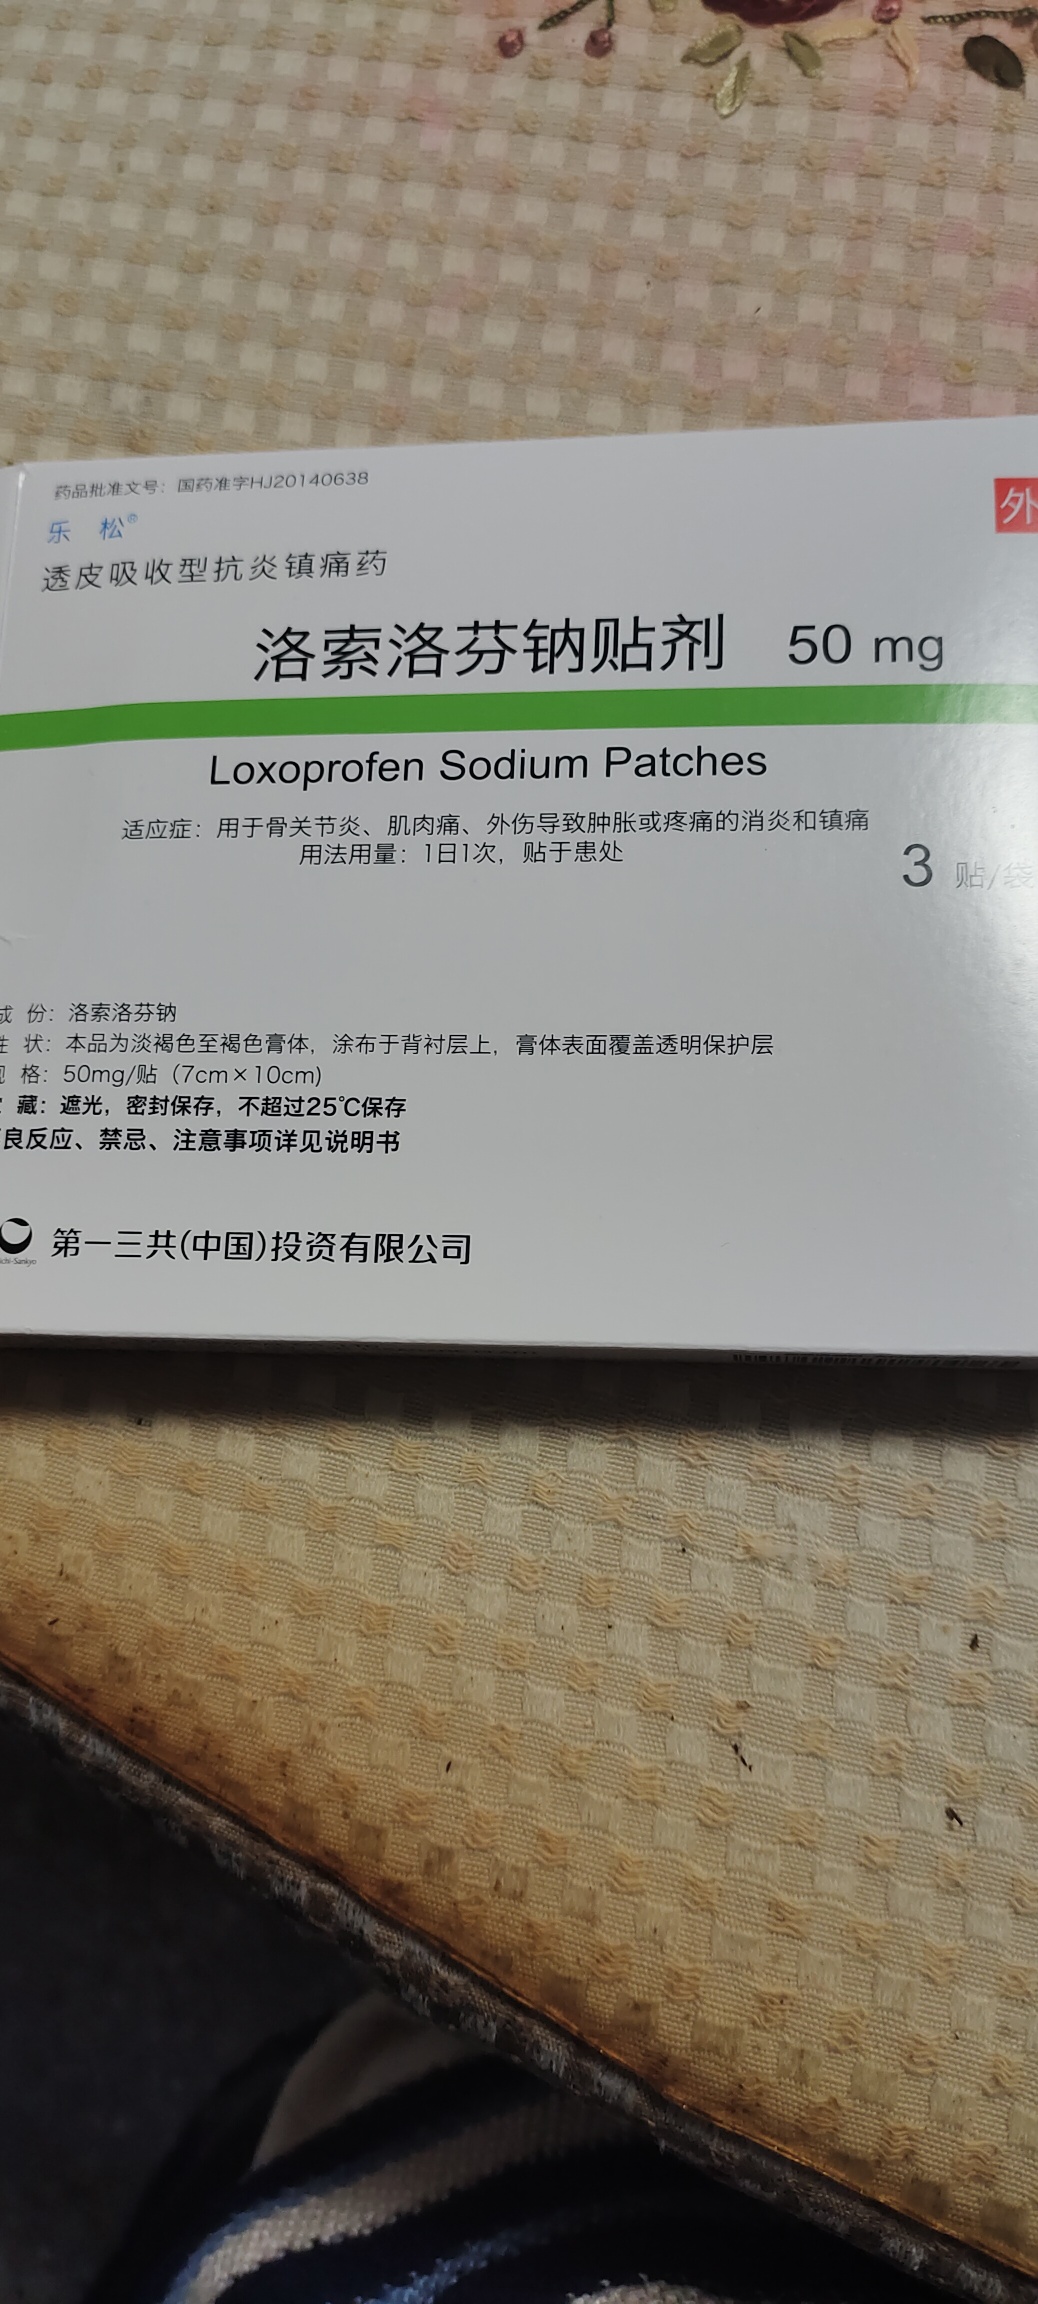 药品批准文号：国药准字HJ20140638
外
乐 松®
透皮吸收型抗炎镇痛药
洛索洛芬钠贴剂 50 mg
Loxoprofen Sodium Patches
适应症：用于骨关节炎、肌肉痛、外伤导致肿胀或疼痛的消炎和镇痛
用法用量：1日1次，贴于患处
3 贴/袋
成 份：洛索洛芬钠
性 状：本品为淡褐色至褐色膏体，涂布于背衬层上，膏体表面覆盖透明保护层
规 格：50mg/贴（7cm×10cm)
藏：遮光，密封保存，不超过25℃保存
良反应、禁忌、注意事项详见说明书
第一三共(中国)投资有限公司